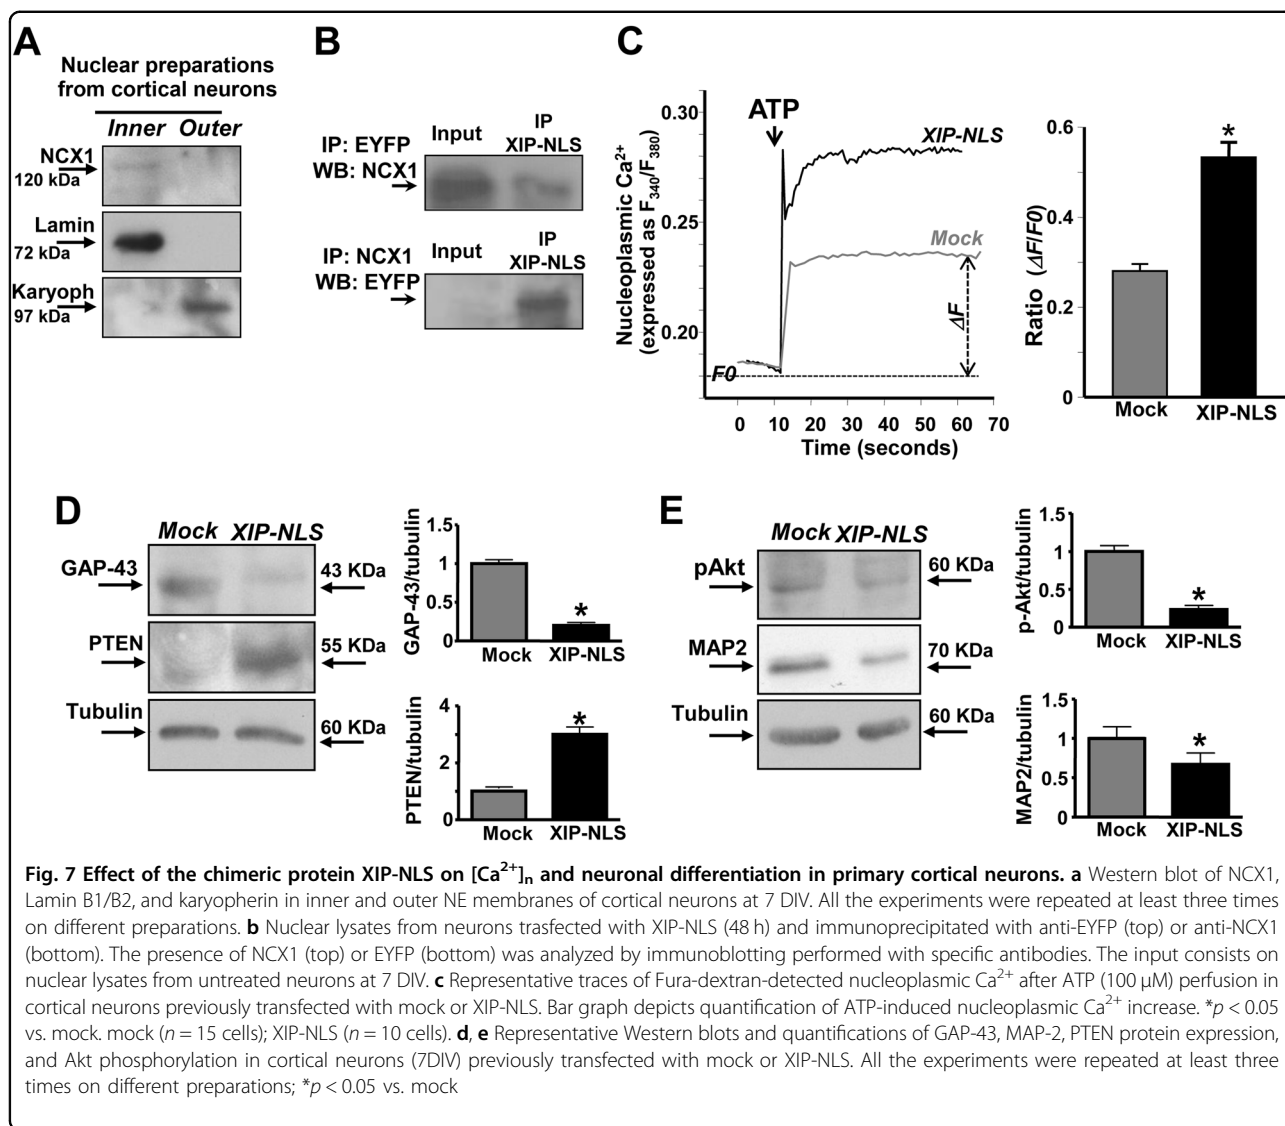 A
Nuclear preparations
from cortical neurons
Inner Outer
NCX1
120 kDa
Lamin
72 kDa
Karyoph
97 kDa
B
IP: EYFP
WB: NCX1
Input
IP
XIP-NLS
IP: NCX1
WB: EYFP
Input
IP
XIP-NLS
C
Nucleoplasmic Ca2+
(expressed as F340/F380)
0.30
0.25
0.20
ATP
XIP-NLS
Mock
ΔF
F0
0 10 20 30 40 50 60 70
Time (seconds)
Ratio (ΔF/F0)
0.6
0.4
0.2
0
*
Mock XIP-NLS
D
Mock XIP-NLS
GAP-43
43 KDa
PTEN
55 KDa
Tubulin
60 KDa
GAP-43/tubulin
1.5
1
0.5
0
*
Mock XIP-NLS
PTEN/tubulin
4
2
0
*
Mock XIP-NLS
E
Mock XIP-NLS
pAkt
60 KDa
MAP2
70 KDa
Tubulin
60 KDa
p-Akt/tubulin
1.5
1
0.5
0
*
Mock XIP-NLS
MAP2/tubulin
1.5
1
0.5
0
*
Mock XIP-NLS
Fig. 7 Effect of the chimeric protein XIP-NLS on [Ca2+]n and neuronal differentiation in primary cortical neurons. a Western blot of NCX1,
Lamin B1/B2, and karyopherin in inner and outer NE membranes of cortical neurons at 7 DIV. All the experiments were repeated at least three times
on different preparations. b Nuclear lysates from neurons trasfected with XIP-NLS (48 h) and immunoprecipitated with anti-EYFP (top) or anti-NCX1
(bottom). The presence of NCX1 (top) or EYFP (bottom) was analyzed by immunoblotting performed with specific antibodies. The input consists on
nuclear lysates from untreated neurons at 7 DIV. c Representative traces of Fura-dextran-detected nucleoplasmic Ca2+ after ATP (100 µM) perfusion in
cortical neurons previously transfected with mock or XIP-NLS. Bar graph depicts quantification of ATP-induced nucleoplasmic Ca2+ increase. *p < 0.05
vs. mock. mock (n = 15 cells); XIP-NLS (n = 10 cells). d, e Representative Western blots and quantifications of GAP-43, MAP-2, PTEN protein expression,
and Akt phosphorylation in cortical neurons (7DIV) previously transfected with mock or XIP-NLS. All the experiments were repeated at least three
times on different preparations; *p < 0.05 vs. mock